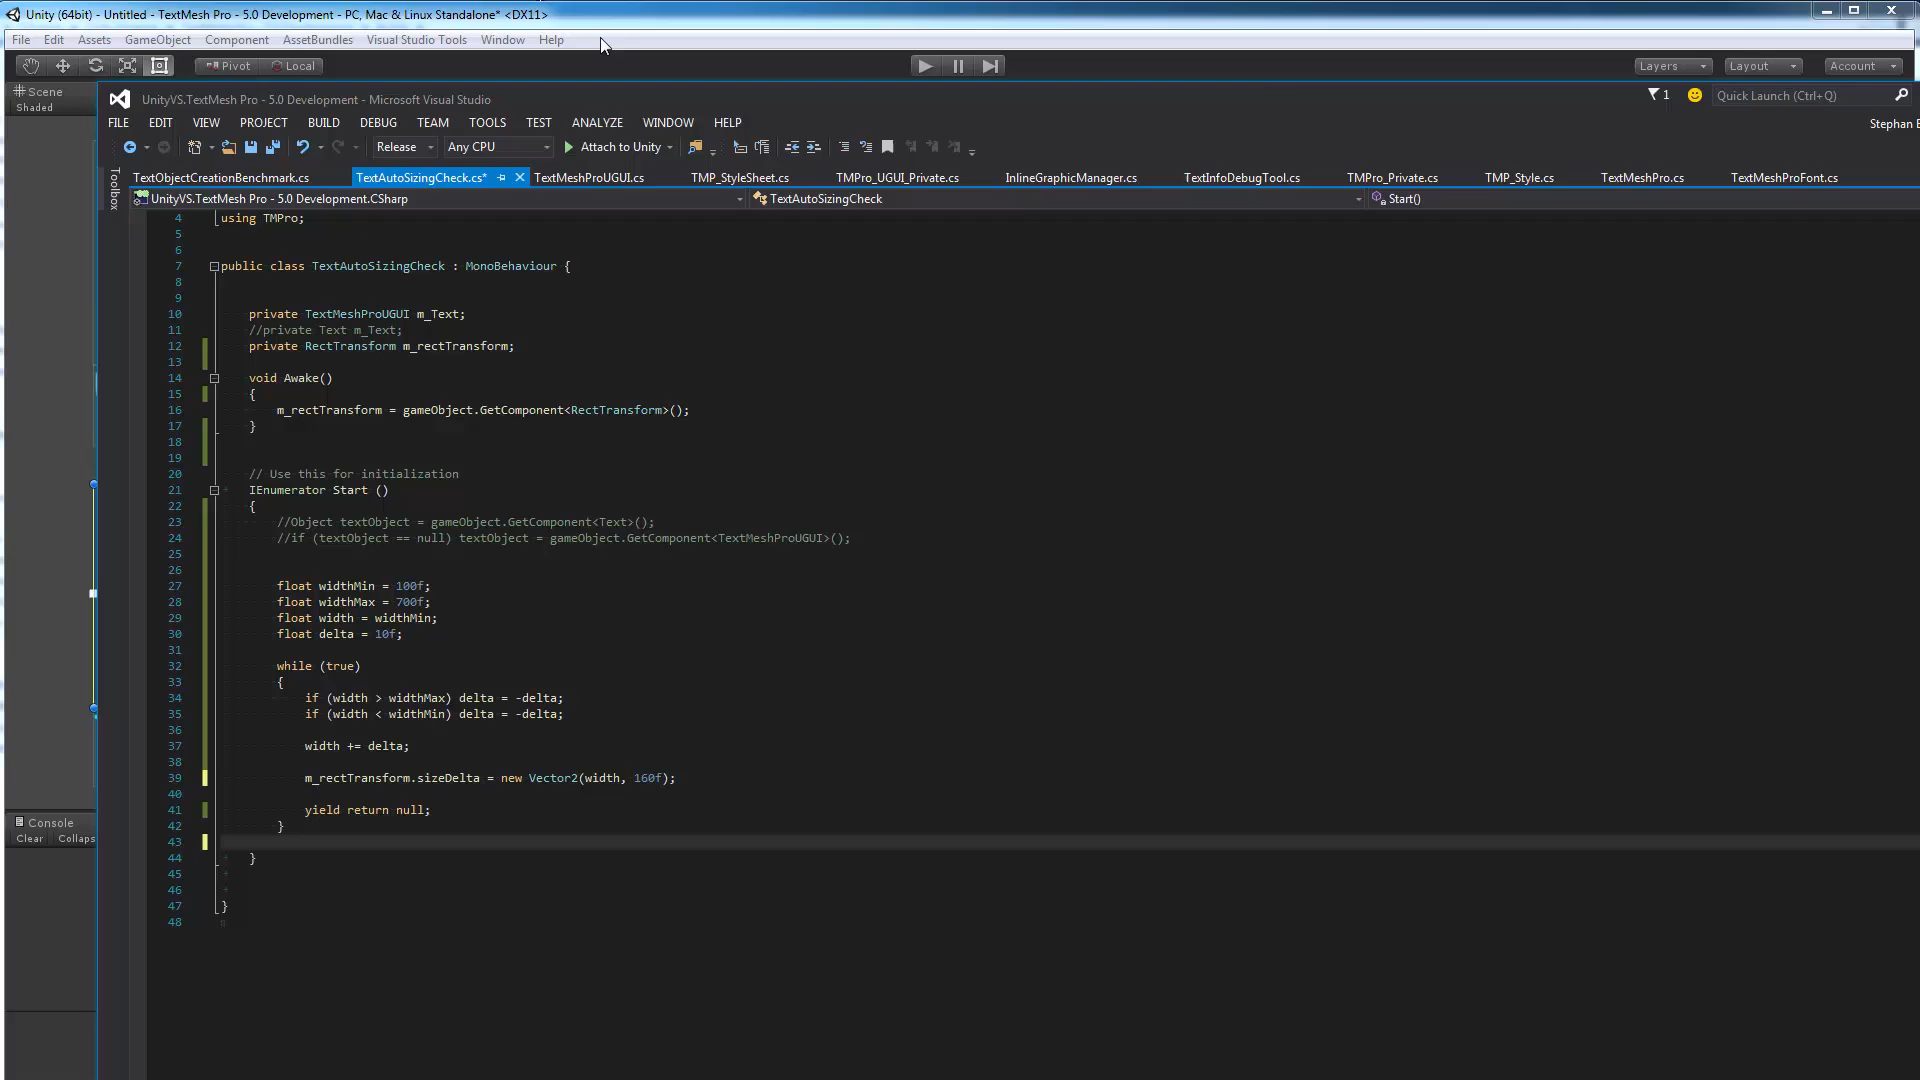 Unity (64bit) - Untitled - TextMesh Pro - 5.0 Development - PC, Mac & Linux Standalone* <DX11>
File Edit Assets GameObject Component AssetBundles Visual Studio Tools Window Help
Pivot Local Layers Layout Account
Scene
Shaded
UnityVS.TextMesh Pro - 5.0 Development - Microsoft Visual Studio 1 Quick Launch (Ctrl+Q)
FILE EDIT VIEW PROJECT BUILD DEBUG TEAM TOOLS TEST ANALYZE WINDOW HELP Stephan
Release Any CPU Attach to Unity
Toolbox
TextObjectCreationBenchmark.cs TextAutoSizingCheck.cs* TextMeshProUGUI.cs TMP_StyleSheet.cs TMPro_UGUI_Private.cs InlineGraphicManager.cs TextInfoDebugTool.cs TMPro_Private.cs TMP_Style.cs TextMeshPro.cs TextMeshProFont.cs
UnityVS.TextMesh Pro - 5.0 Development.CSharp TextAutoSizingCheck Start()
4 using TMPro;
5
6
7 public class TextAutoSizingCheck : MonoBehaviour {
8
9
10 private TextMeshProUGUI m_Text;
11 //private Text m_Text;
12 private RectTransform m_rectTransform;
13
14 void Awake()
15 {
16 m_rectTransform = gameObject.GetComponent<RectTransform>();
17 }
18
19
20 // Use this for initialization
21 IEnumerator Start ()
22 {
23 //Object textObject = gameObject.GetComponent<Text>();
24 //if (textObject == null) textObject = gameObject.GetComponent<TextMeshProUGUI>();
25
26
27 float widthMin = 100f;
28 float widthMax = 700f;
29 float width = widthMin;
30 float delta = 10f;
31
32 while (true)
33 {
34 if (width > widthMax) delta = -delta;
35 if (width < widthMin) delta = -delta;
36
37 width += delta;
38
39 m_rectTransform.sizeDelta = new Vector2(width, 160f);
40
41 yield return null;
42 }
43
44 }
45
46
47 }
48
Console
Clear Collaps